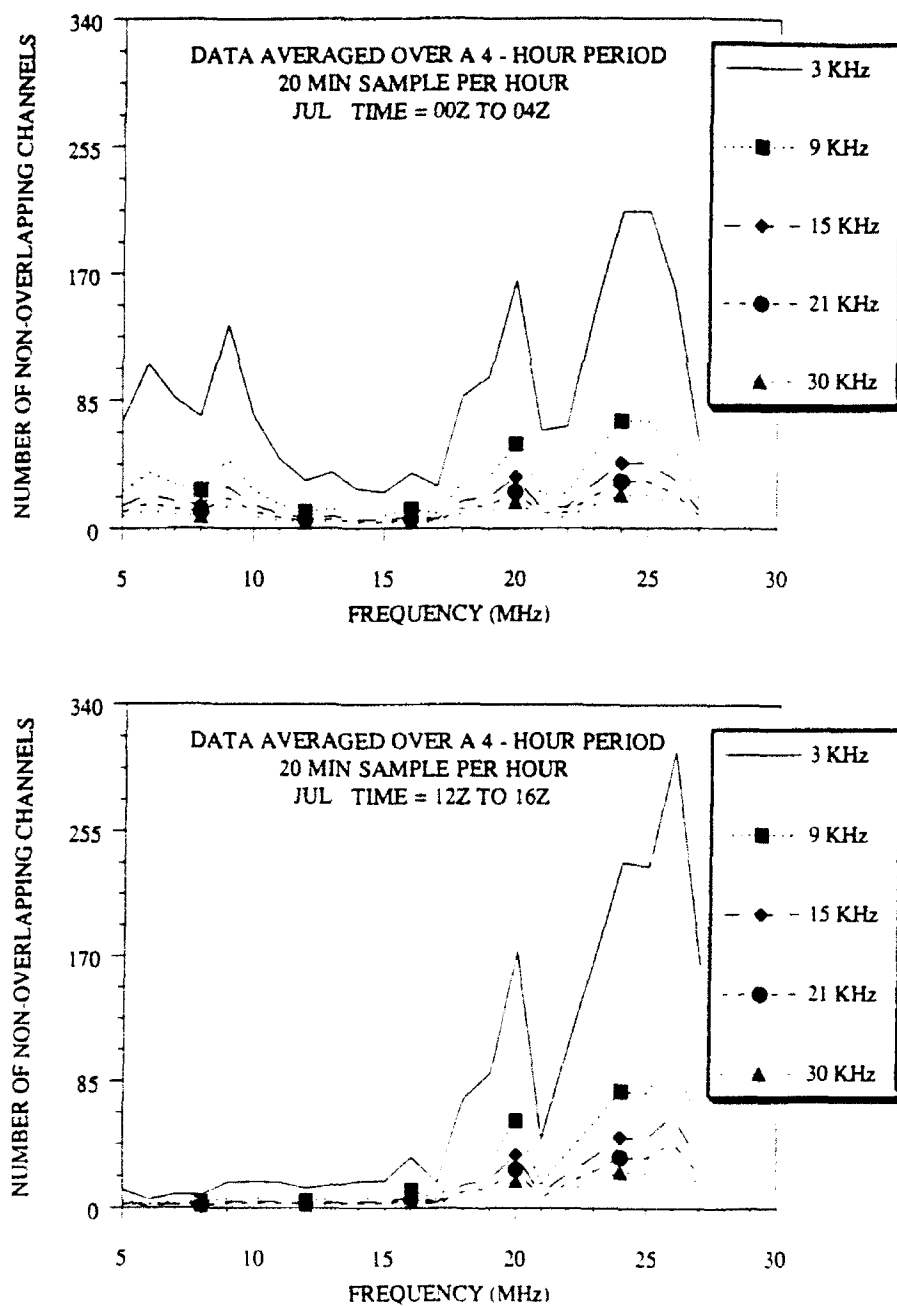 340
255
170
85
0
NUMBER OF NON-OVERLAPPING CHANNELS
DATA AVERAGED OVER A 4 - HOUR PERIOD
20 MIN SAMPLE PER HOUR
JUL TIME = 00Z TO 04Z
3 KHz
9 KHz
15 KHz
21 KHz
30 KHz
5 10 15 20 25 30
FREQUENCY (MHz)
340
255
170
85
0
NUMBER OF NON-OVERLAPPING CHANNELS
DATA AVERAGED OVER A 4 - HOUR PERIOD
20 MIN SAMPLE PER HOUR
JUL TIME = 12Z TO 16Z
3 KHz
9 KHz
15 KHz
21 KHz
30 KHz
5 10 15 20 25 30
FREQUENCY (MHz)